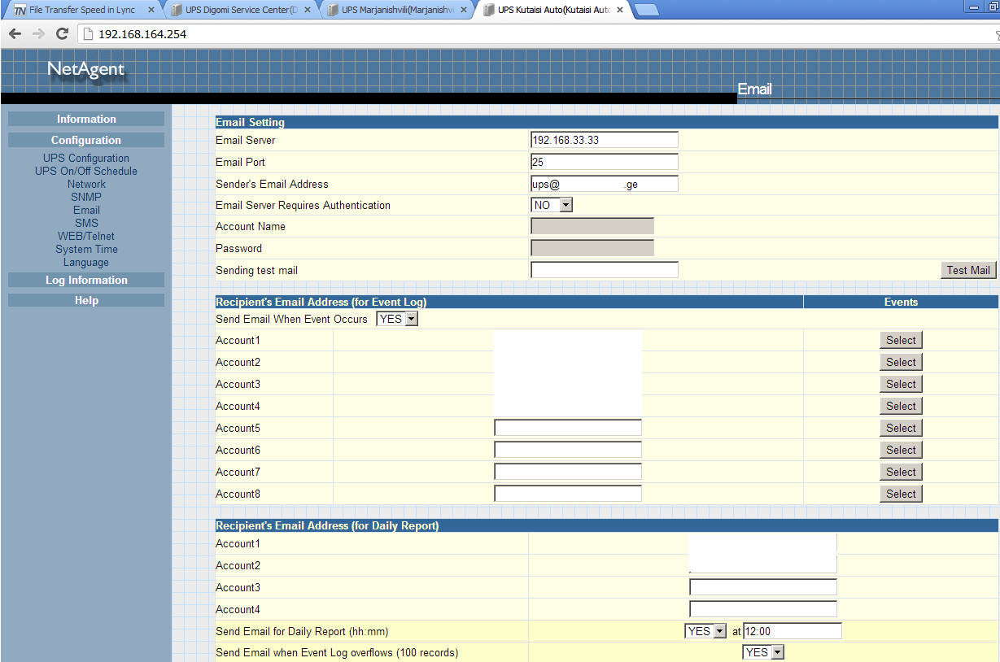 TN File Transfer Speed in Lync × UPS Digomi Service Center(D × UPS Marjanishvili(Marjanishvi × UPS Kutaisi Auto(Kutaisi Auto ×
192.168.164.254
NetAgent
Email
Information
Configuration
UPS Configuration
UPS On/Off Schedule
Network
SNMP
Email
SMS
WEB/Telnet
System Time
Language
Log Information
Help
Email Setting
Email Server 192.168.33.33
Email Port 25
Sender's Email Address ups@ .ge
Email Server Requires Authentication NO
Account Name
Password
Sending test mail Test Mail
Recipient's Email Address (for Event Log) Events
Send Email When Event Occurs YES
Account1 Select
Account2 Select
Account3 Select
Account4 Select
Account5 Select
Account6 Select
Account7 Select
Account8 Select
Recipient's Email Address (for Daily Report)
Account1
Account2
Account3
Account4
Send Email for Daily Report (hh:mm) YES at 12:00
Send Email when Event Log overflows (100 records) YES